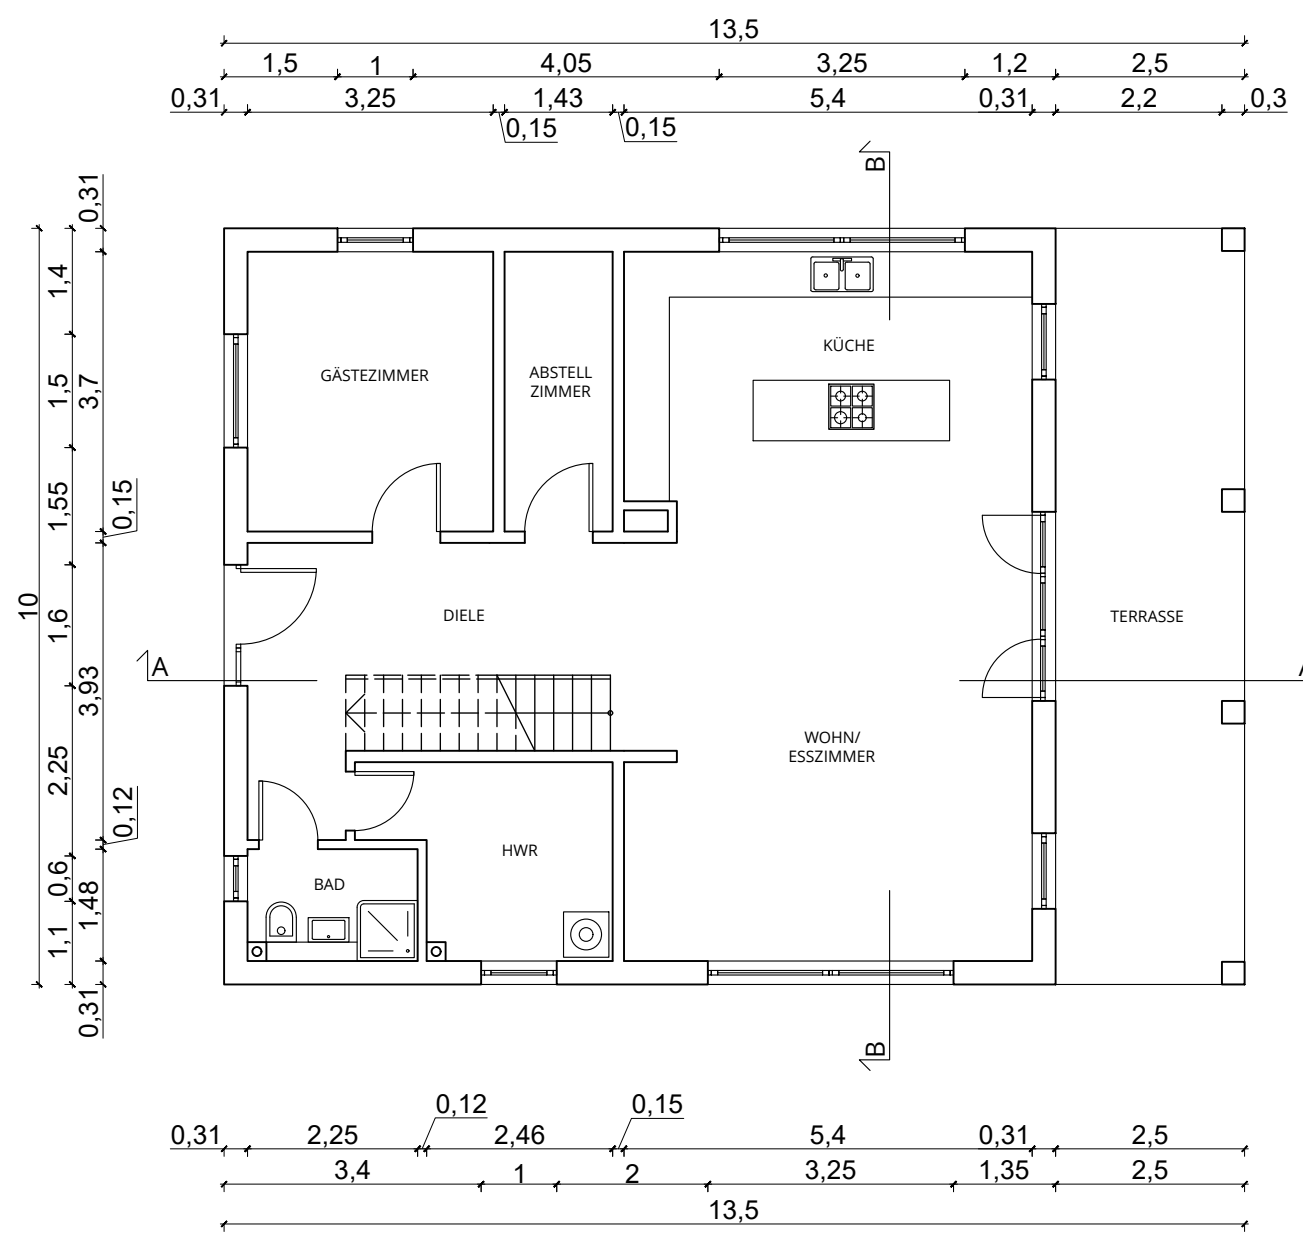 13,5
1,5 1 4,05 3,25 1,2 2,5
0,31 3,25 1,43 5,4 0,31 2,2 0,3
0,15 0,15
B
0,31
1,4
1,5 3,7
1,55 0,15
10
1,6
3,93
2,25
0,12
0,6
1,48
1,1
0,31
KÜCHE
GÄSTEZIMMER
ABSTELL
ZIMMER
DIELE
TERRASSE
A
A
WOHN/
ESSZIMMER
HWR
BAD
B
0,12 0,15
0,31 2,25 2,46 5,4 0,31 2,5
3,4 1 2 3,25 1,35 2,5
13,5